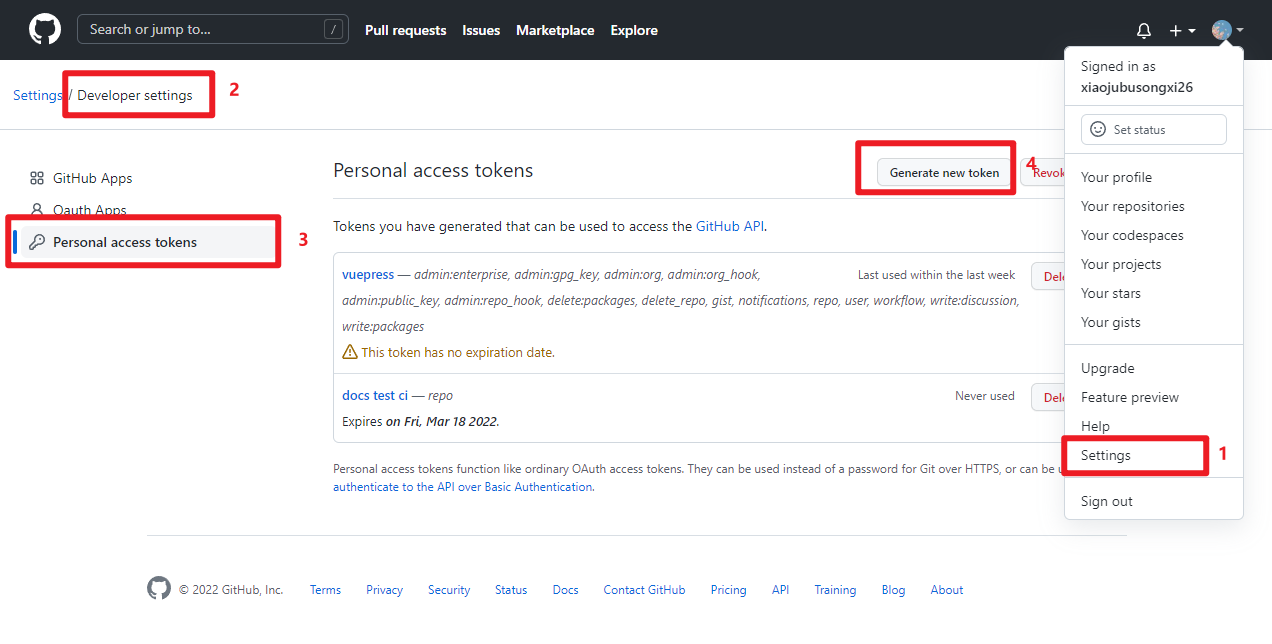 Search or jump to... / Pull requests Issues Marketplace Explore
Signed in as
xiaojubusongxi26
Set status
Your profile
Your repositories
Your codespaces
Your projects
Your stars
Your gists
Upgrade
Feature preview
Help
Settings 1
Sign out
Settings / Developer settings 2
GitHub Apps
Oauth Apps
Personal access tokens 3
Personal access tokens
Generate new token 4 Revok
Tokens you have generated that can be used to access the GitHub API.
vuepress — admin:enterprise, admin:gpg_key, admin:org, admin:org_hook, Last used within the last week Dele
admin:public_key, admin:repo_hook, delete:packages, delete_repo, gist, notifications, repo, user, workflow, write:discussion,
write:packages
This token has no expiration date.
docs test ci — repo Never used Dele
Expires on Fri, Mar 18 2022.
Personal access tokens function like ordinary OAuth access tokens. They can be used instead of a password for Git over HTTPS, or can be u
authenticate to the API over Basic Authentication.
© 2022 GitHub, Inc. Terms Privacy Security Status Docs Contact GitHub Pricing API Training Blog About